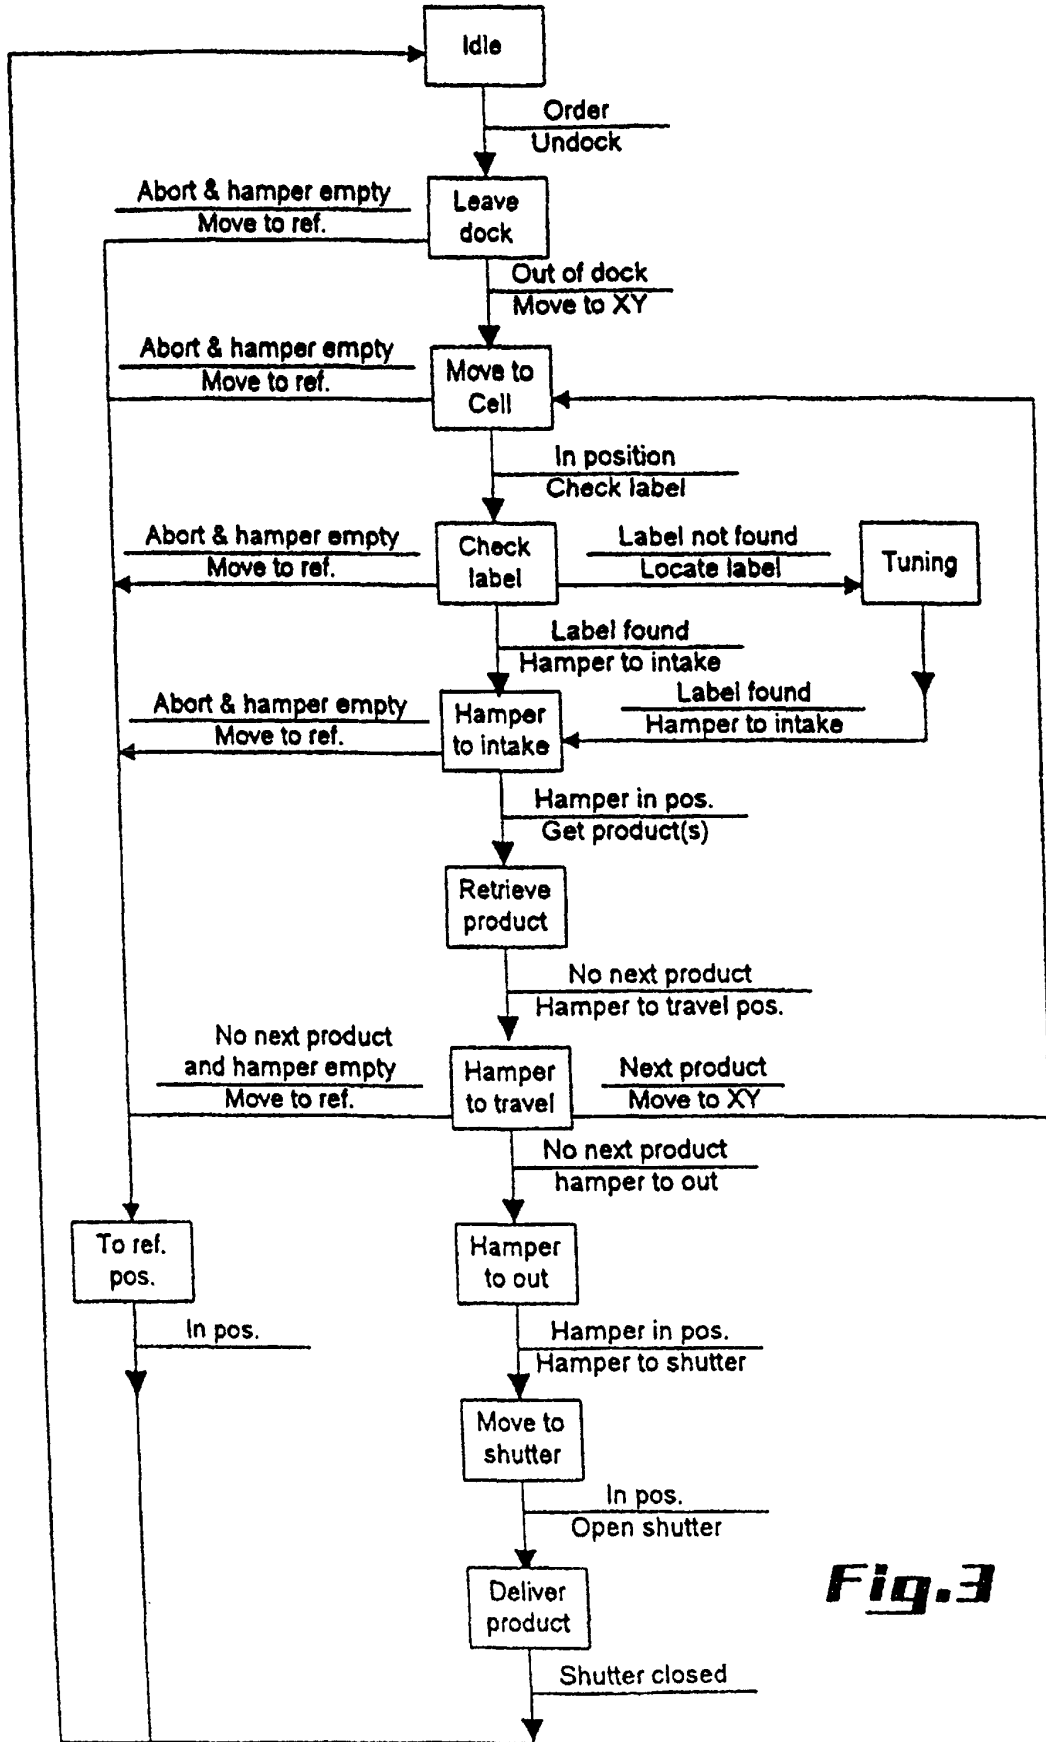 Idle
Order
Undock
Abort & hamper empty
Move to ref.
Leave
dock
Out of dock
Move to XY
Abort & hamper empty
Move to ref.
Move to
Cell
In position
Check label
Abort & hamper empty
Move to ref.
Check
label
Label not found
Locate label
Tuning
Label found
Hamper to intake
Abort & hamper empty
Move to ref.
Hamper
to intake
Label found
Hamper to intake
Hamper in pos.
Get product(s)
Retrieve
product
No next product
Hamper to travel pos.
No next product
and hamper empty
Move to ref.
Hamper
to travel
Next product
Move to XY
No next product
hamper to out
To ref.
pos.
Hamper
to out
In pos.
Hamper in pos.
Hamper to shutter
Move to
shutter
In pos.
Open shutter
Deliver
product
Shutter closed
Fig.3